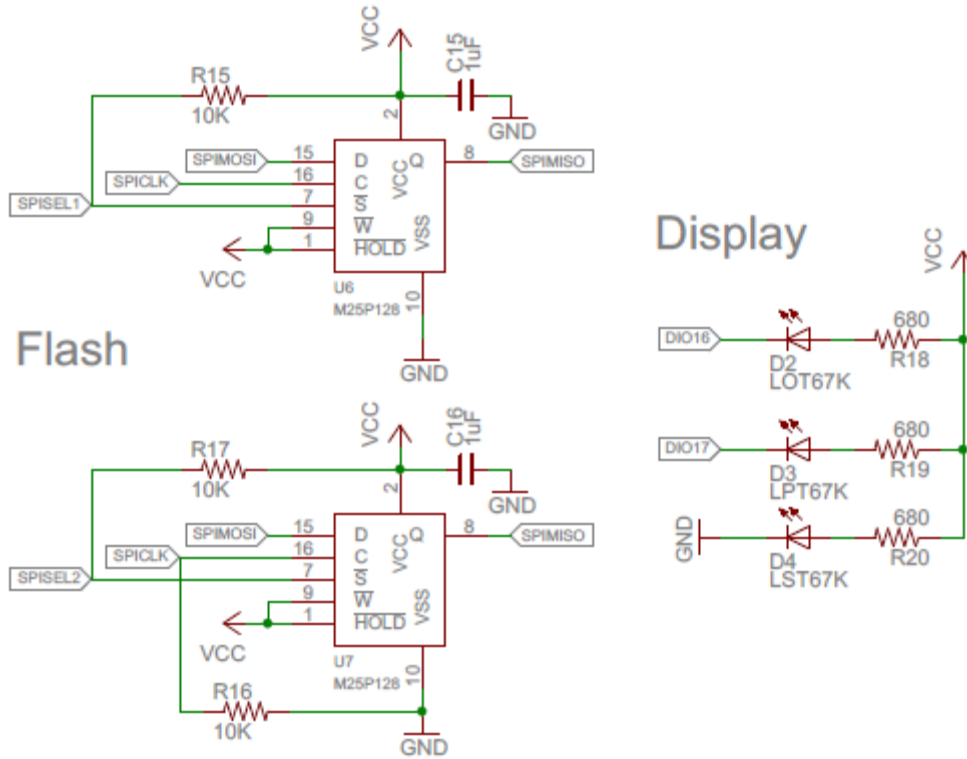 VCC
C15
1uF
R15
10K
GND
2
SPIMOSI
15
D
Q
8
SPIMISO
SPICLK
16
C
VCC
SPISEL1
7
S
9
W
VSS
1
HOLD
VCC
U6
M25P128
10
GND
Flash
VCC
C16
1uF
R17
10K
GND
2
SPIMOSI
15
D
Q
8
SPIMISO
SPICLK
16
C
VCC
SPISEL2
7
S
9
W
VSS
1
HOLD
VCC
U7
M25P128
10
R16
10K
GND
Display
VCC
DIO16
680
D2
R18
LOT67K
DIO17
680
D3
R19
LPT67K
GND
680
D4
R20
LST67K